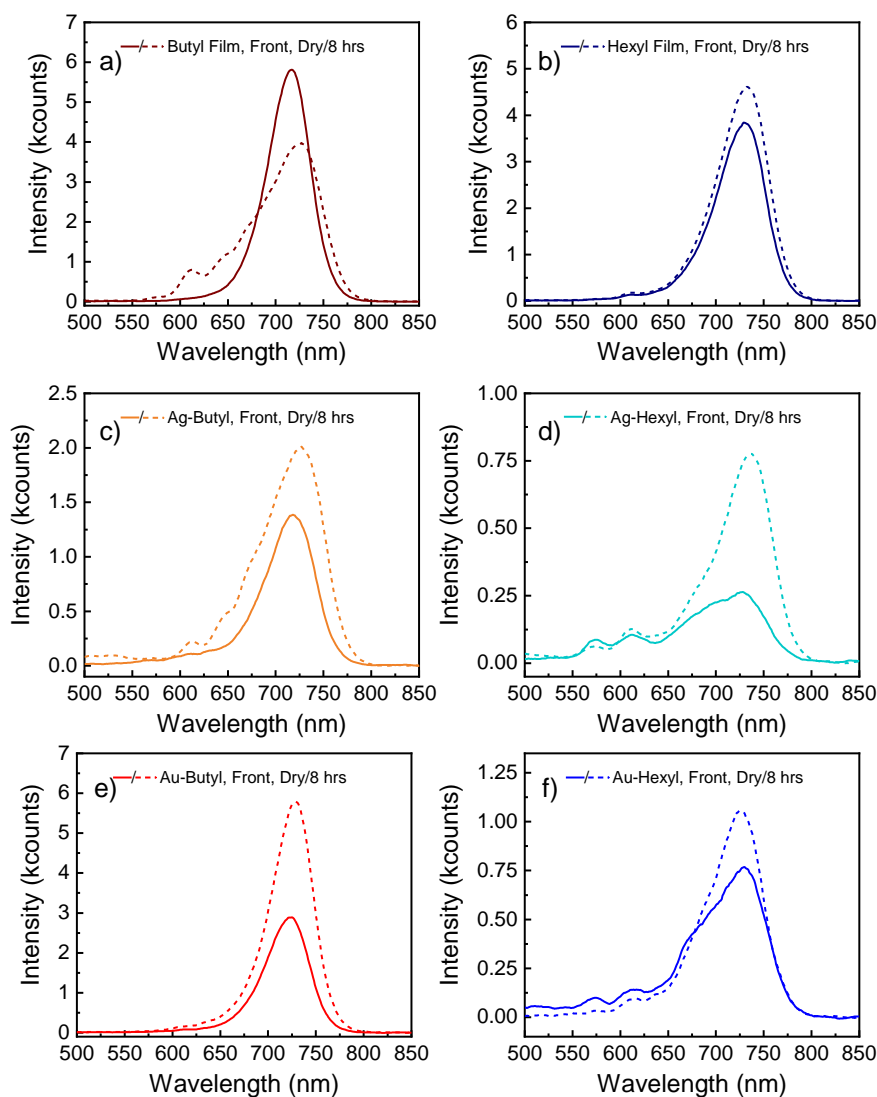 a)
-/- Butyl Film, Front, Dry/8 hrs
Intensity (kcounts)
7
6
5
4
3
2
1
0
500 550 600 650 700 750 800 850
Wavelength (nm)
b)
-/- Hexyl Film, Front, Dry/8 hrs
Intensity (kcounts)
6
5
4
3
2
1
0
500 550 600 650 700 750 800 850
Wavelength (nm)
c)
-/- Ag-Butyl, Front, Dry/8 hrs
Intensity (kcounts)
2.5
2.0
1.5
1.0
0.5
0.0
500 550 600 650 700 750 800 850
Wavelength (nm)
d)
-/- Ag-Hexyl, Front, Dry/8 hrs
Intensity (kcounts)
1.00
0.75
0.50
0.25
0.00
500 550 600 650 700 750 800 850
Wavelength (nm)
e)
-/- Au-Butyl, Front, Dry/8 hrs
Intensity (kcounts)
7
6
5
4
3
2
1
0
500 550 600 650 700 750 800 850
Wavelength (nm)
f)
-/- Au-Hexyl, Front, Dry/8 hrs
Intensity (kcounts)
1.25
1.00
0.75
0.50
0.25
0.00
500 550 600 650 700 750 800 850
Wavelength (nm)